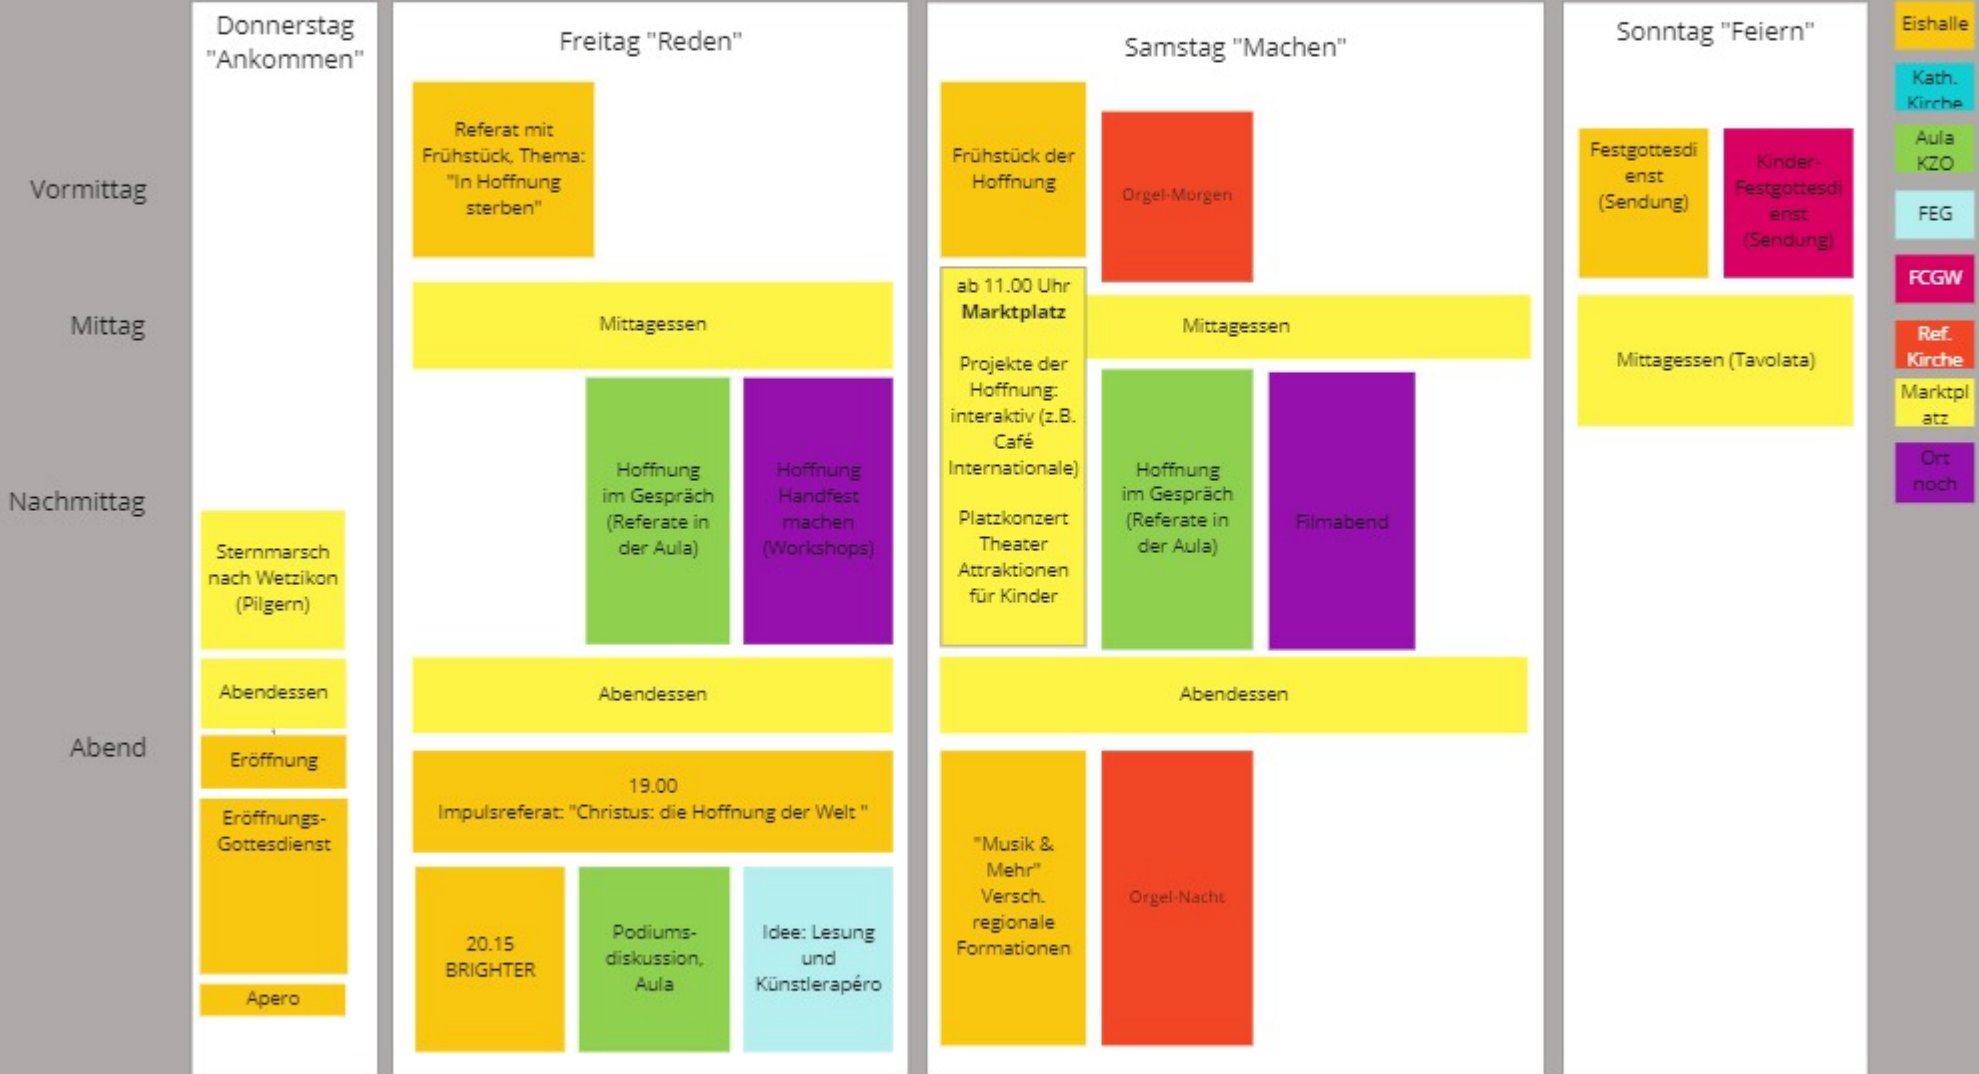 Donnerstag
"Ankommen"
Freitag "Reden"
Samstag "Machen"
Sonntag "Feiern"
Vormittag
Mittag
Nachmittag
Abend
Sternmarsch
nach Wetzikon
(Pilgern)
Abendessen
Eröffnung
Eröffnungs-
Gottesdienst
Apero
Referat mit
Frühstück, Thema:
"In Hoffnung
sterben"
Mittagessen
Hoffnung
im Gespräch
(Referate in
der Aula)
Hoffnung
Handfest
machen
(Workshops)
Abendessen
19.00
Impulsreferat: "Christus: die Hoffnung der Welt "
20.15
BRIGHTER
Podiums-
diskussion,
Aula
Idee: Lesung
und
Künstlerapéro
Frühstück der
Hoffnung
Orgel-Morgen
ab 11.00 Uhr
Marktplatz
Projekte der
Hoffnung:
interaktiv (z.B.
Café
Internationale)
Platzkonzert
Theater
Attraktionen
für Kinder
Mittagessen
Hoffnung
im Gespräch
(Referate in
der Aula)
Filmabend
Abendessen
"Musik &
Mehr"
Versch.
regionale
Formationen
Orgel-Nacht
Festgottesdi
enst
(Sendung)
Kinder-
Festgottesdi
enst
(Sendung)
Mittagessen (Tavolata)
Eishalle
Kath.
Kirche
Aula
KZO
FEG
FCGW
Ref.
Kirche
Marktpl
atz
Ort
noch